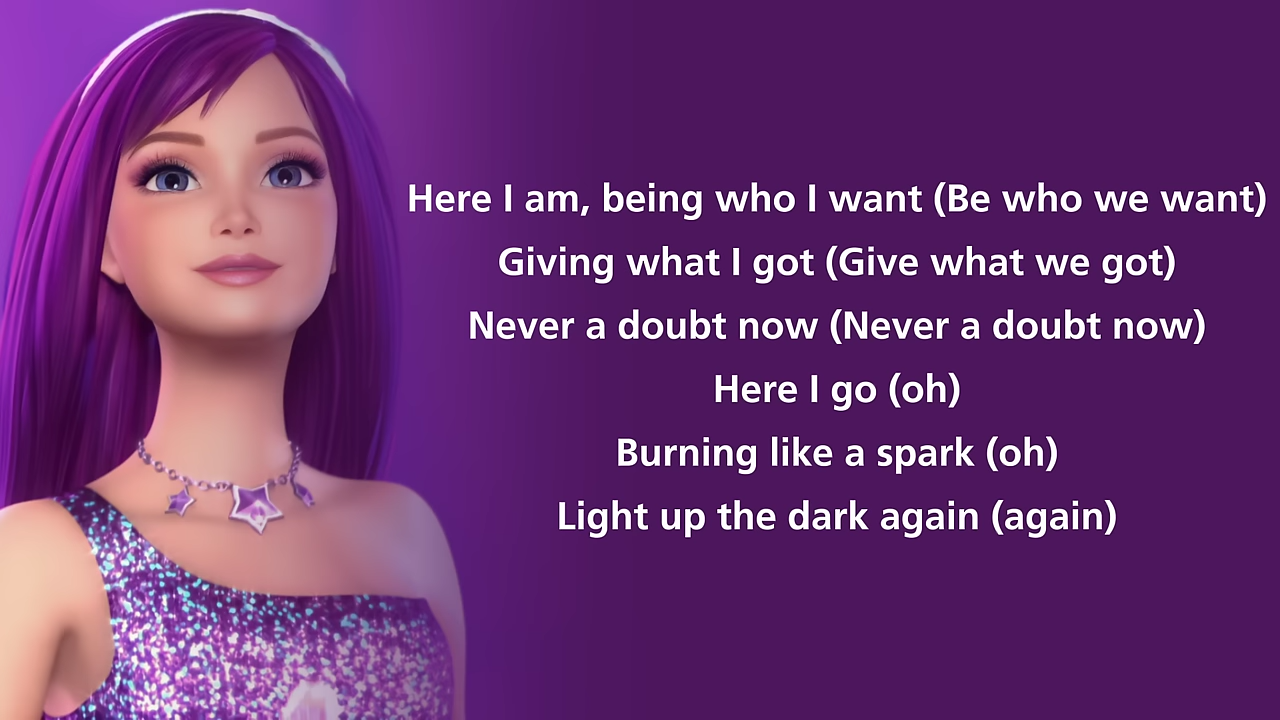 Here I am, being who I want (Be who we want)
Giving what I got (Give what we got)
Never a doubt now (Never a doubt now)
Here I go (oh)
Burning like a spark (oh)
Light up the dark again (again)